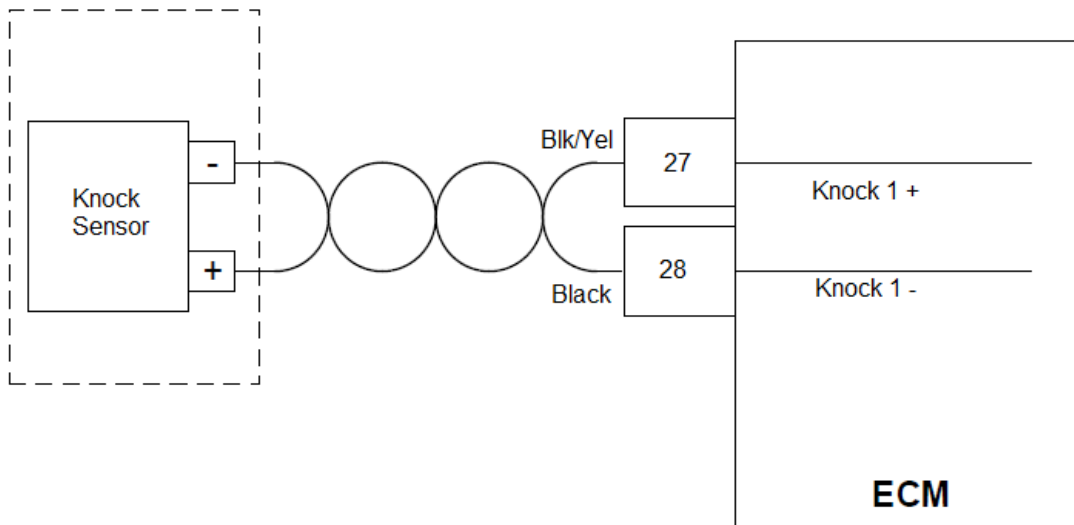 Blk/Yel
-
27
Knock
Sensor
Knock 1 +
+
28
Black
Knock 1 -
ECM